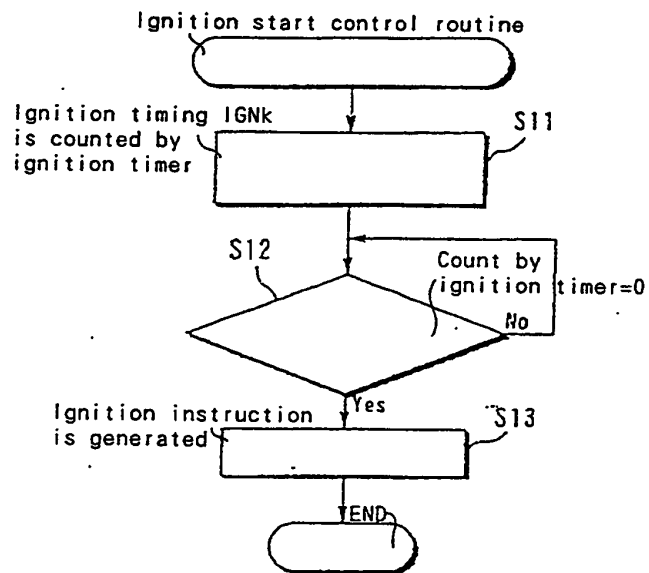 Ignition start control routine
Ignition timing IGNk
is counted by
ignition timer
S11
S12
Count by
ignition timer=0
No
Yes
Ignition instruction
is generated
S13
END